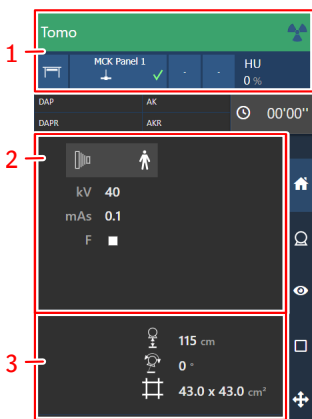 Tomo
1
MCK Panel 1
- -
HU
0 %
DAP AK
DAPR AKR
00'00''
2
kV 40
mAs 0.1
F
3
115 cm
0 °
43.0 x 43.0 cm²